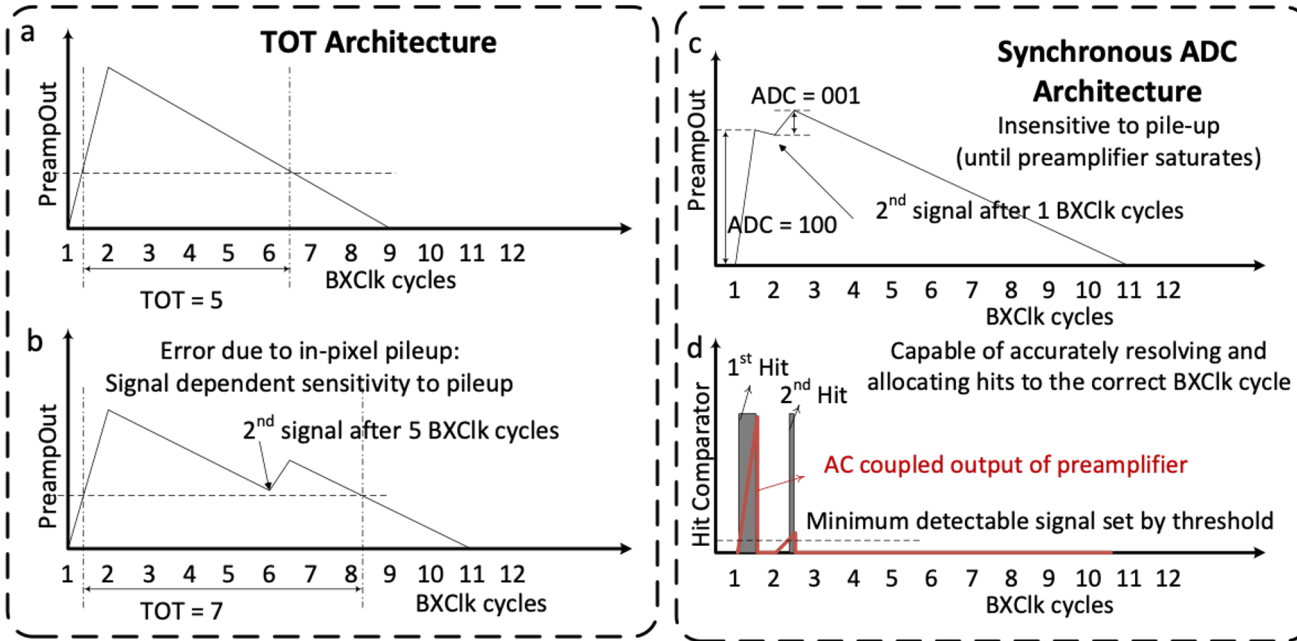 a
TOT Architecture
PreampOut
1 2 3 4 5 6 7 8 9 10 11 12
BXClk cycles
TOT = 5
b
Error due to in-pixel pileup:
Signal dependent sensitivity to pileup
2nd signal after 5 BXClk cycles
PreampOut
1 2 3 4 5 6 7 8 9 10 11 12
BXClk cycles
TOT = 7
c
Synchronous ADC
Architecture
Insensitive to pile-up
(until preamplifier saturates)
ADC = 001
PreampOut
2nd signal after 1 BXClk cycles
ADC = 100
1 2 3 4 5 6 7 8 9 10 11 12
BXClk cycles
d
Capable of accurately resolving and
allocating hits to the correct BXClk cycle
1st Hit
2nd Hit
Hit Comparator
AC coupled output of preamplifier
Minimum detectable signal set by threshold
1 2 3 4 5 6 7 8 9 10 11 12
BXClk cycles